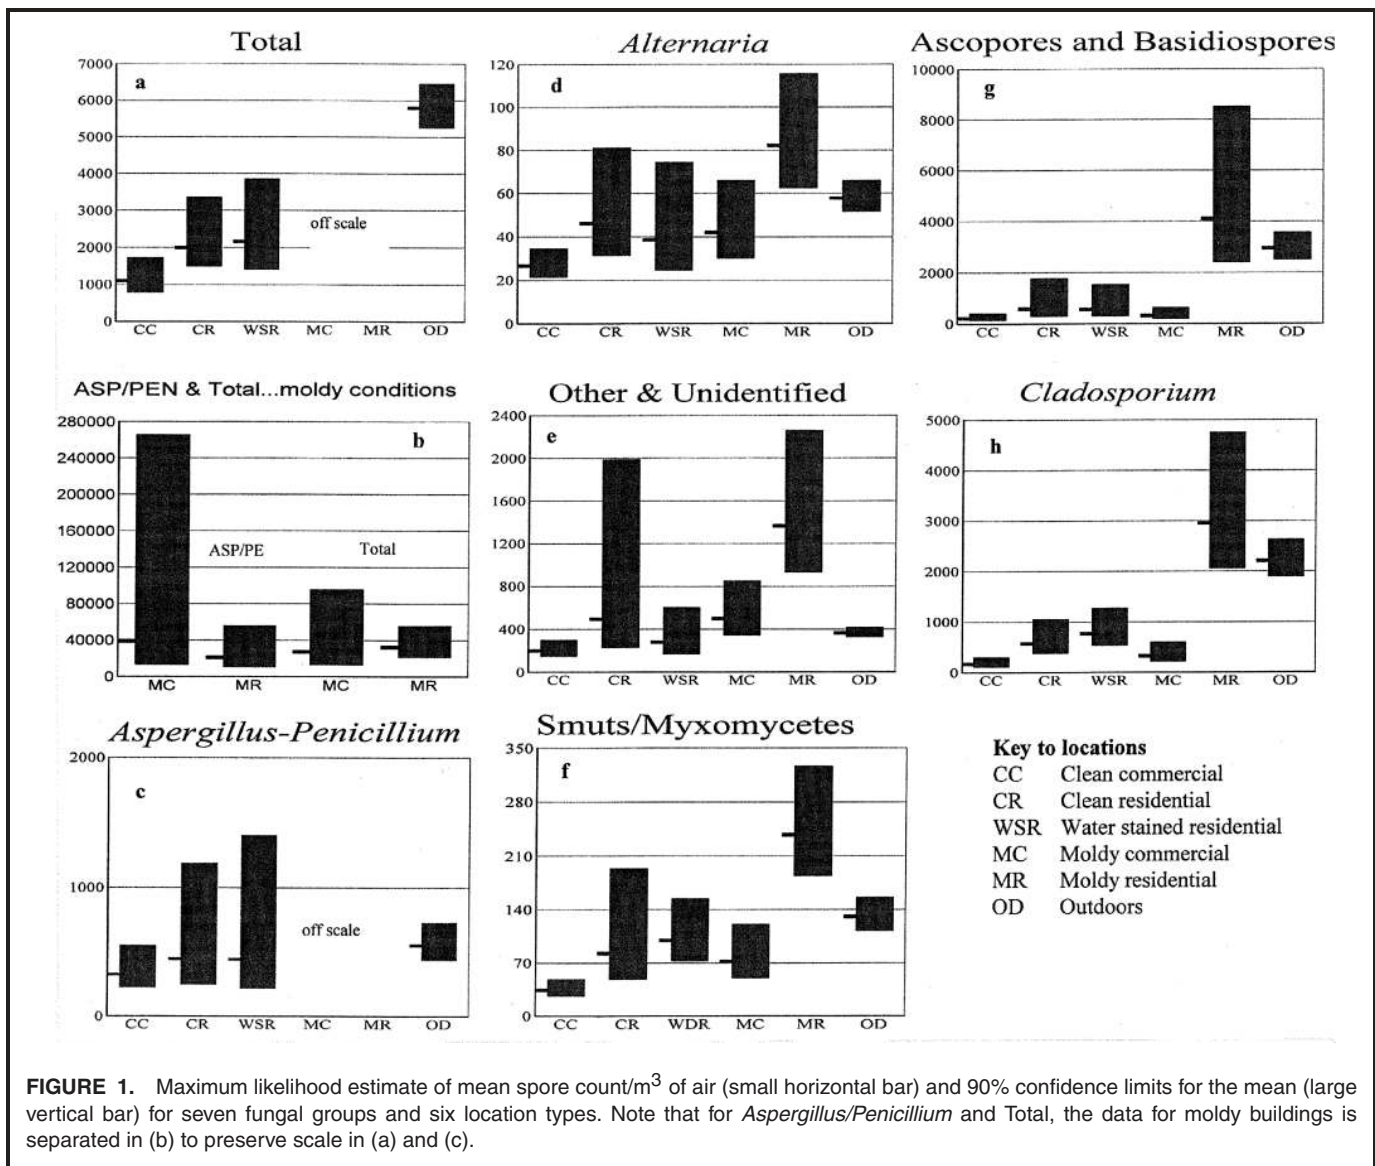 Total
7000
6000
5000
4000
3000
2000
1000
0
a
off scale
CC CR WSR MC MR OD
Alternaria
120
100
80
60
40
20
0
d
CC CR WSR MC MR OD
Ascopores and Basidiospores
10000
8000
6000
4000
2000
0
g
CC CR WSR MC MR OD
ASP/PEN & Total...moldy conditions
280000
240000
200000
160000
120000
80000
40000
0
b
ASP/PE Total
MC MR MC MR
Other & Unidentified
2400
2000
1600
1200
800
400
0
e
CC CR WSR MC MR OD
Cladosporium
5000
4000
3000
2000
1000
0
h
CC CR WSR MC MR OD
Aspergillus-Penicillium
2000
1000
0
c
off scale
CC CR WSR MC MR OD
Smuts/Myxomycetes
350
280
210
140
70
0
f
CC CR WDR MC MR OD
Key to locations
CC Clean commercial
CR Clean residential
WSR Water stained residential
MC Moldy commercial
MR Moldy residential
OD Outdoors
FIGURE 1. Maximum likelihood estimate of mean spore count/m³ of air (small horizontal bar) and 90% confidence limits for the mean (large
vertical bar) for seven fungal groups and six location types. Note that for Aspergillus/Penicillium and Total, the data for moldy buildings is
separated in (b) to preserve scale in (a) and (c).